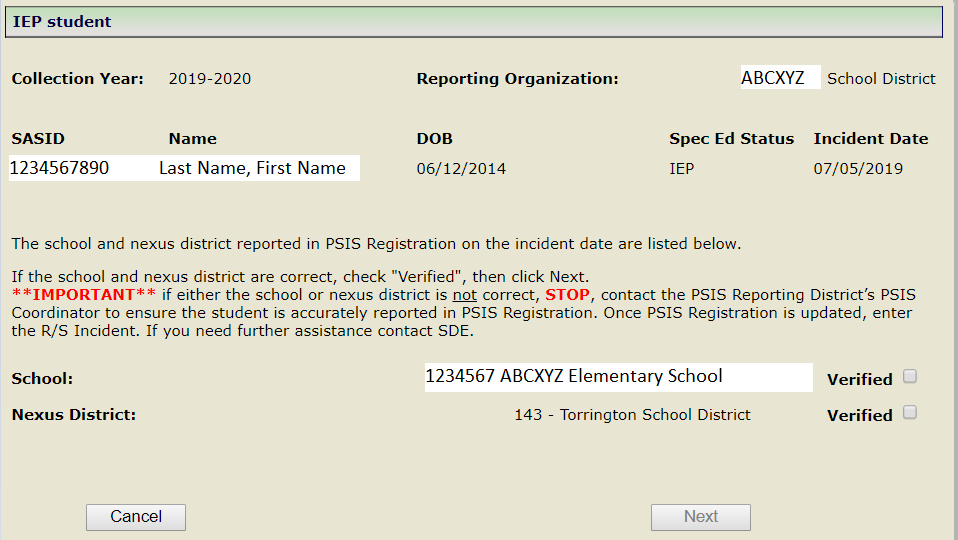 IEP student
Collection Year: 2019-2020 Reporting Organization: ABCXYZ School District
SASID Name DOB Spec Ed Status Incident Date
1234567890 Last Name, First Name 06/12/2014 IEP 07/05/2019
The school and nexus district reported in PSIS Registration on the incident date are listed below.
If the school and nexus district are correct, check "Verified", then click Next.
**IMPORTANT** if either the school or nexus district is not correct, STOP, contact the PSIS Reporting District’s PSIS
Coordinator to ensure the student is accurately reported in PSIS Registration. Once PSIS Registration is updated, enter
the R/S Incident. If you need further assistance contact SDE.
School: 1234567 ABCXYZ Elementary School Verified
Nexus District: 143 - Torrington School District Verified
Cancel Next